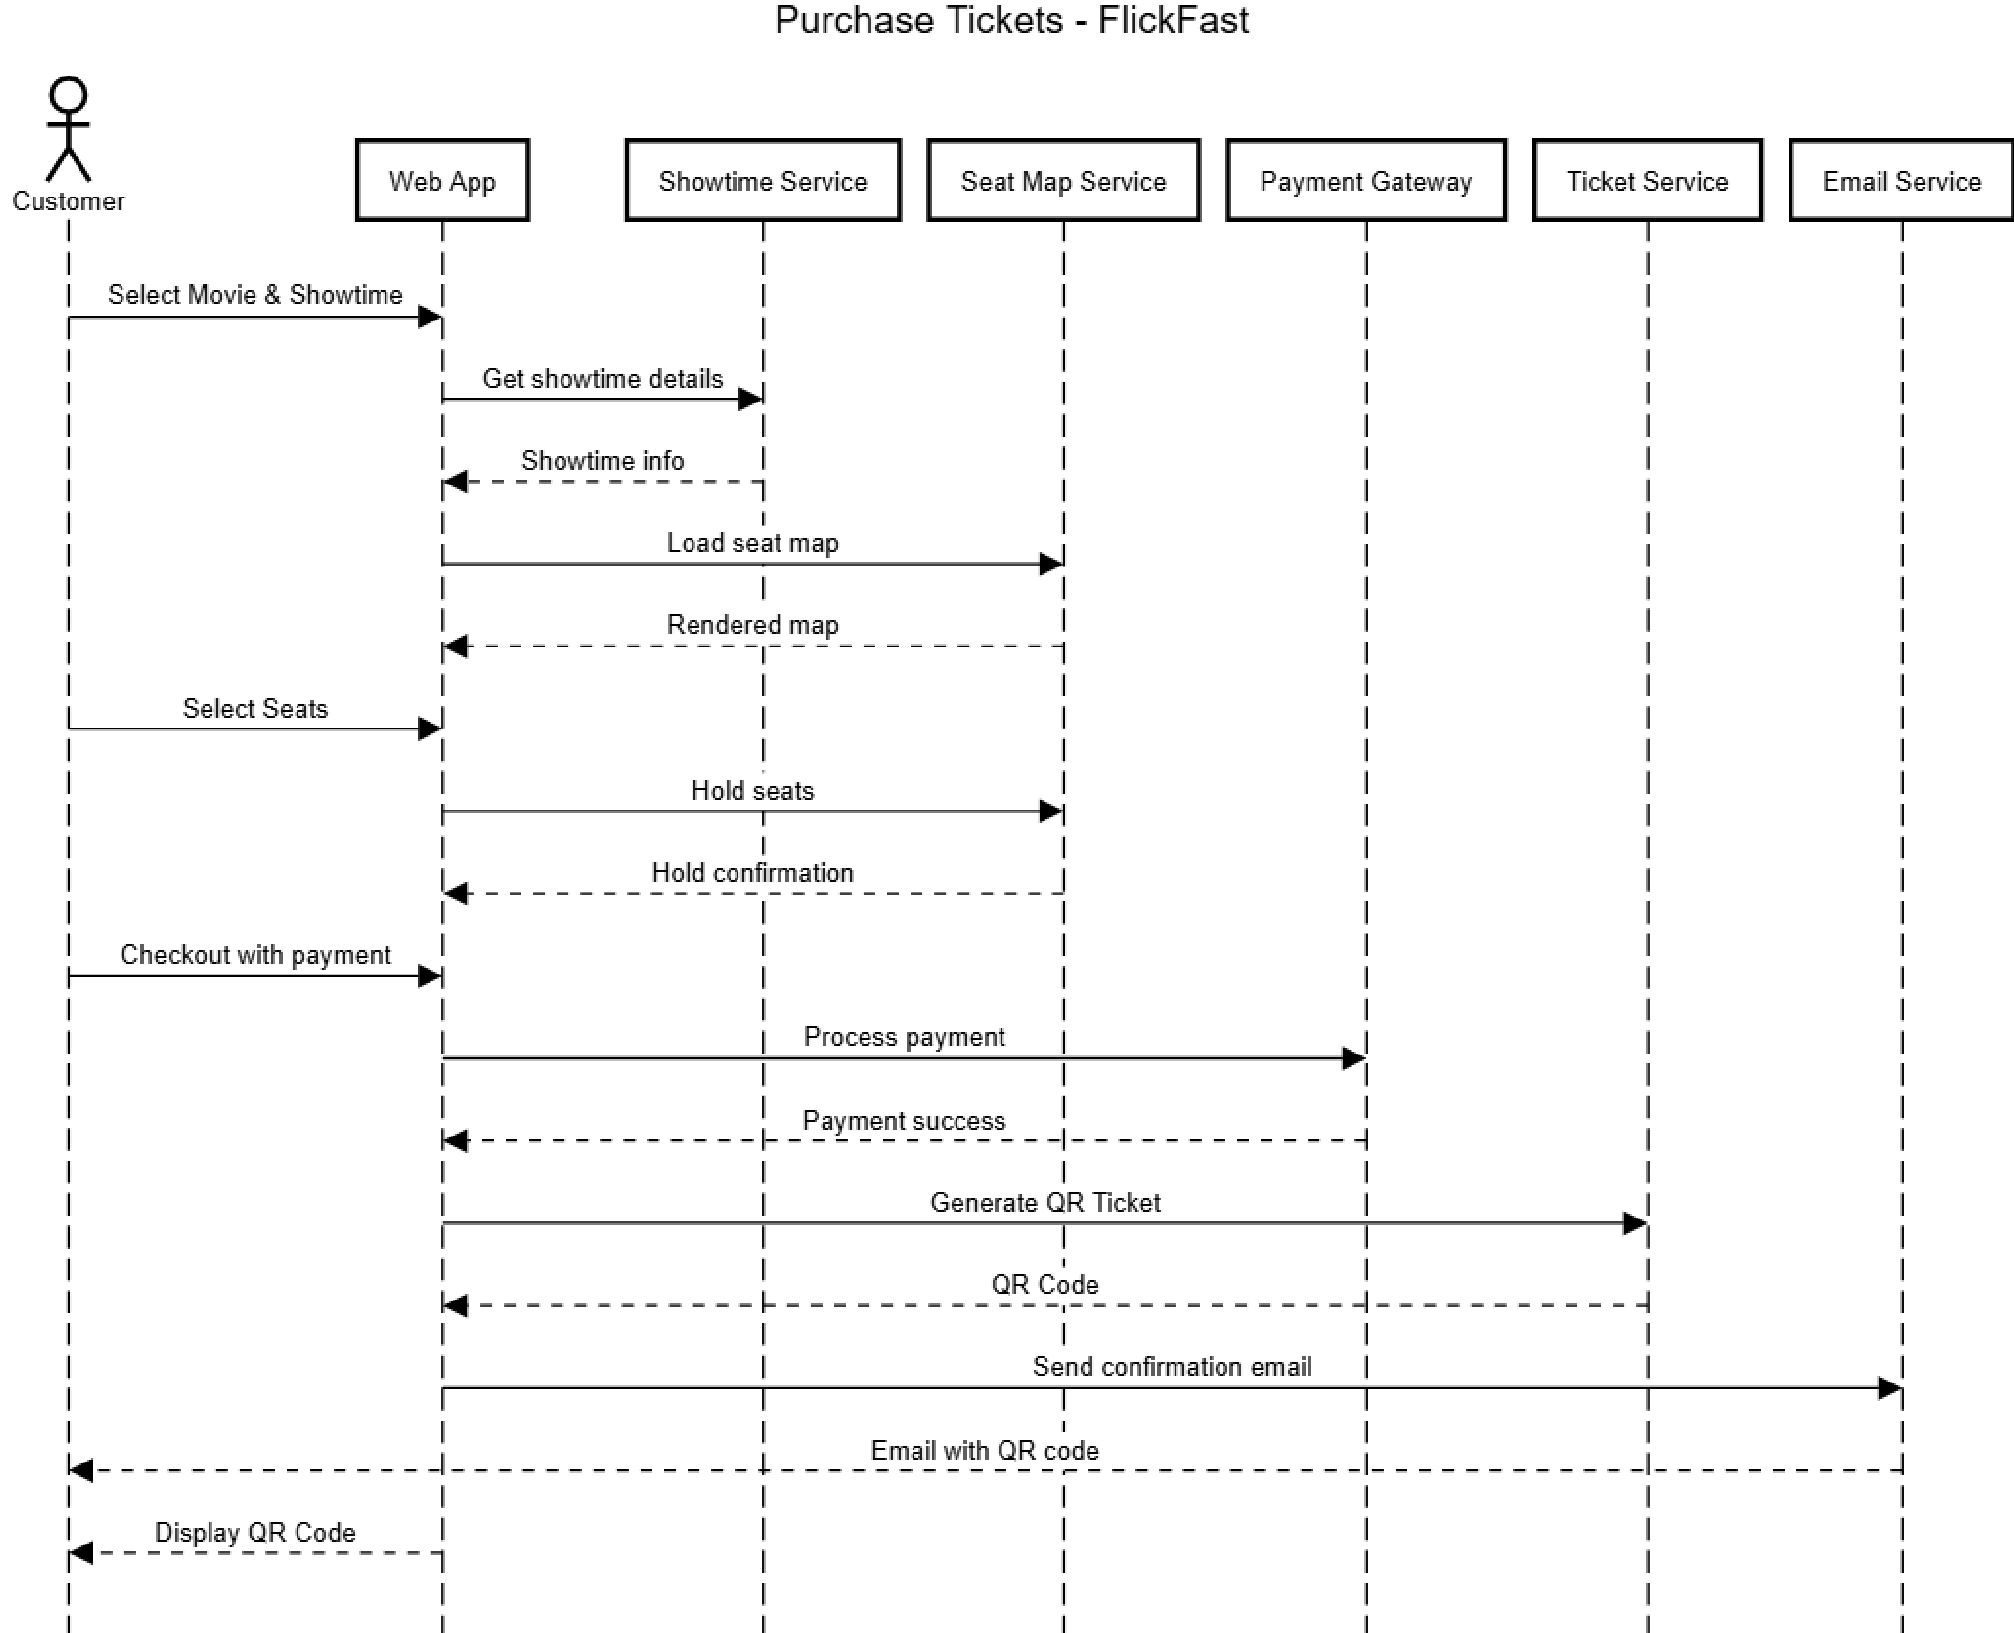 Purchase Tickets - FlickFast
Customer
Web App
Showtime Service
Seat Map Service
Payment Gateway
Ticket Service
Email Service
Select Movie & Showtime
Get showtime details
Showtime info
Load seat map
Rendered map
Select Seats
Hold seats
Hold confirmation
Checkout with payment
Process payment
Payment success
Generate QR Ticket
QR Code
Send confirmation email
Email with QR code
Display QR Code